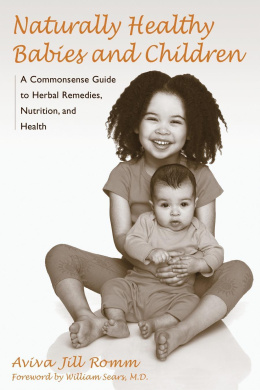 Naturally Healthy
Babies and Children
A Commonsense Guide
to Herbal Remedies,
Nutrition, and
Health
Aviva Jill Romm
Foreword by William Sears, M.D.